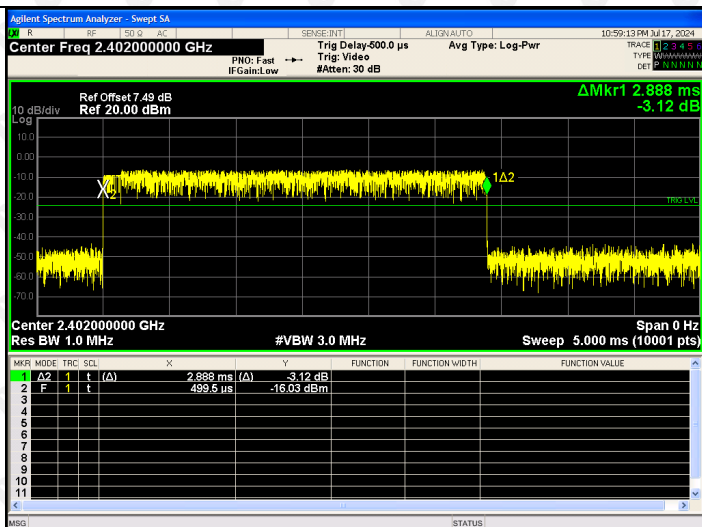 Agilent Spectrum Analyzer - Swept SA
R RF 50 Ω AC SENSE:INT ALIGNAUTO 10:59:13 PM Jul 17, 2024
Center Freq 2.402000000 GHz
PNO: Fast
IFGain:Low
Trig Delay-500.0 µs
Trig: Video
#Atten: 30 dB
Avg Type: Log-Pwr
TRACE 1 2 3 4 5 6
TYPE
DET P N N N N N
ΔMkr1 2.888 ms
-3.12 dB
Ref Offset 7.49 dB
10 dB/div Ref 20.00 dBm
Log
10.0
0.00
-10.0
1Δ2
X2
-20.0
TRIG LVL
-30.0
-40.0
-50.0
-60.0
-70.0
Center 2.402000000 GHz Span 0 Hz
Res BW 1.0 MHz #VBW 3.0 MHz Sweep 5.000 ms (10001 pts)
MKR MODE TRC SCL X Y FUNCTION FUNCTION WIDTH FUNCTION VALUE
1 Δ2 1 t (Δ) 2.888 ms (Δ) -3.12 dB
2 F 1 t 499.5 µs -16.03 dBm
3
4
5
6
7
8
9
10
11
MSG STATUS